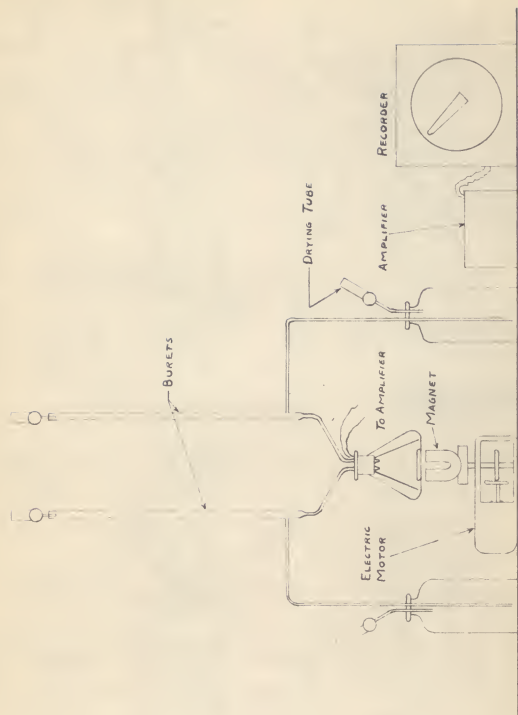 BURETS
DRYING TUBE
RECORDER
AMPLIFIER
TO AMPLIFIER
MAGNET
ELECTRIC
MOTOR